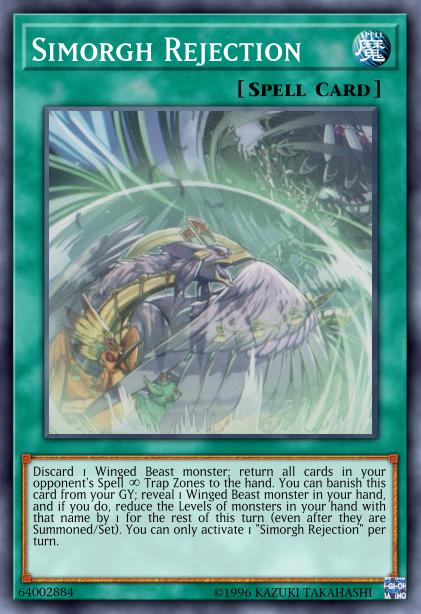 SIMORGH REJECTION
SPELL
魔
[SPELL CARD]
Discard 1 Winged Beast monster; return all cards in your
opponent's Spell ∞ Trap Zones to the hand. You can banish this
card from your GY; reveal 1 Winged Beast monster in your hand,
and if you do, reduce the Levels of monsters in your hand with
that name by 1 for the rest of this turn (even after they are
Summoned/Set). You can only activate 1 "Simorgh Rejection" per
turn.
64002884
©1996 KAZUKI TAKAHASHI